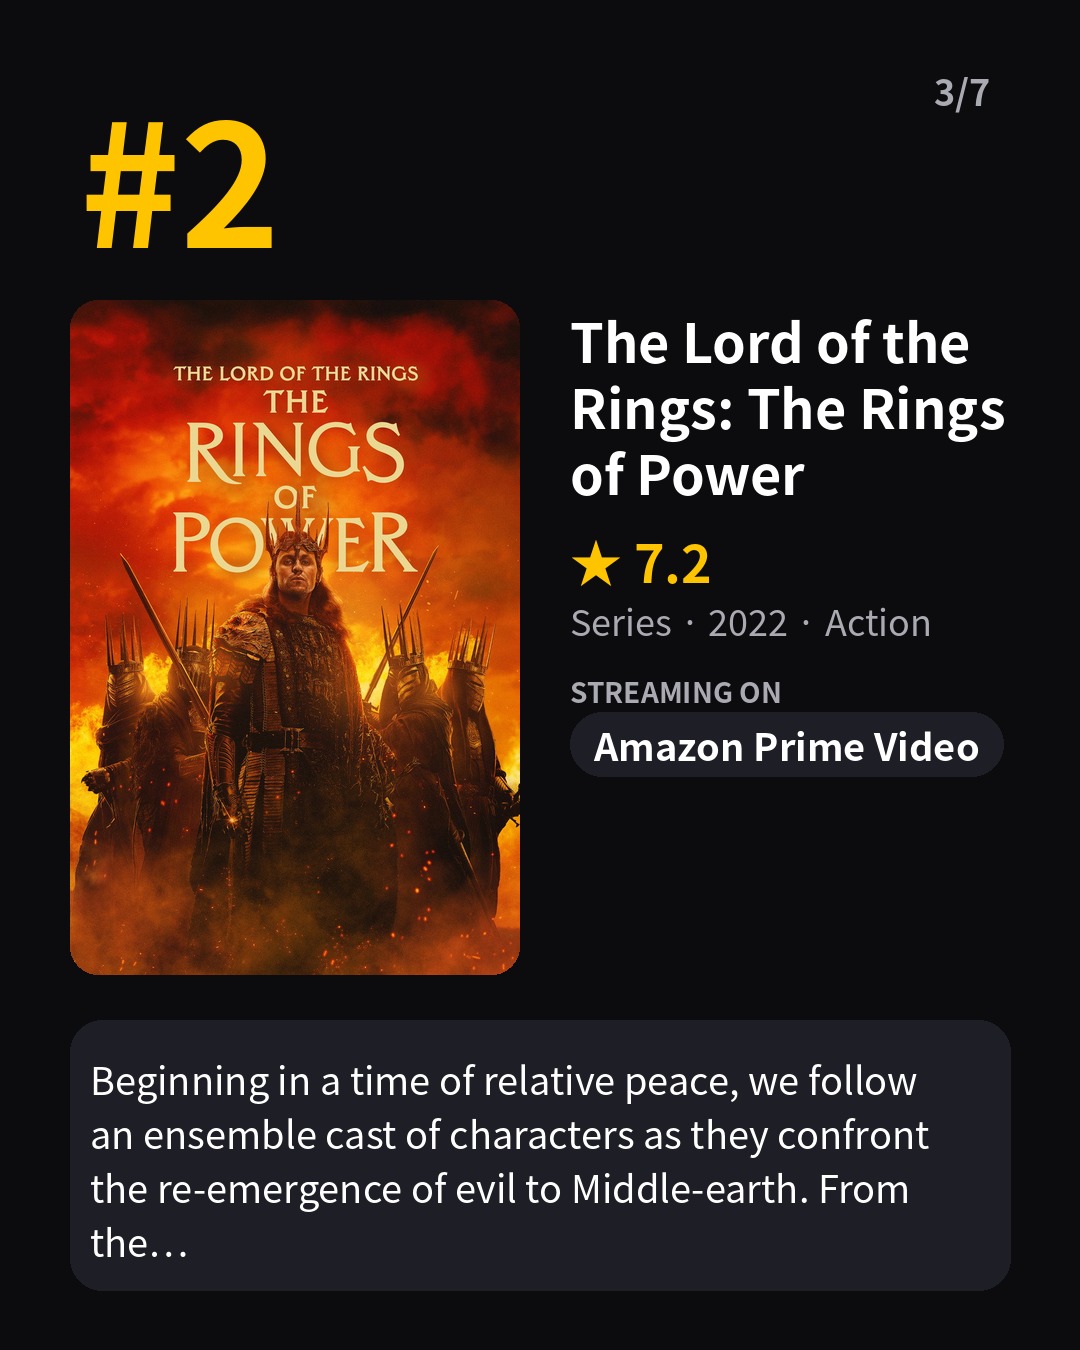 3/7
#2
THE LORD OF THE RINGS
THE
RINGS
OF
POWER
The Lord of the
Rings: The Rings
of Power
★ 7.2
Series · 2022 · Action
STREAMING ON
Amazon Prime Video
Beginning in a time of relative peace, we follow
an ensemble cast of characters as they confront
the re-emergence of evil to Middle-earth. From
the…